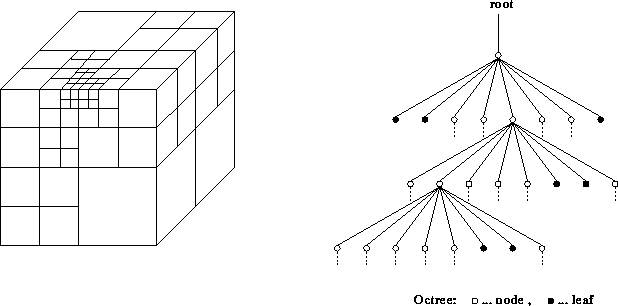 root
Octree: □ ... node , ● ... leaf